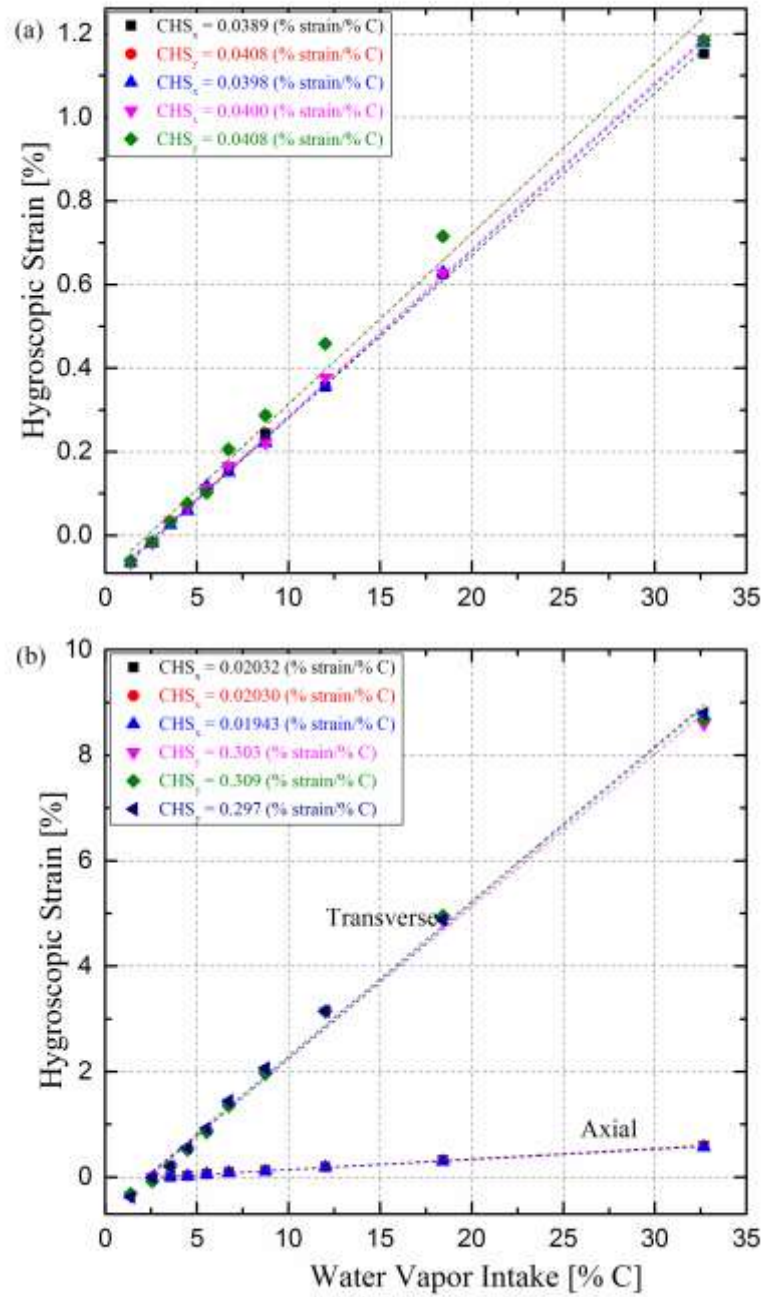 (a)
CHSx = 0.0389 (% strain/% C)
CHSy = 0.0408 (% strain/% C)
CHSx = 0.0398 (% strain/% C)
CHSx = 0.0400 (% strain/% C)
CHSy = 0.0408 (% strain/% C)
1.2
1.0
0.8
0.6
0.4
0.2
0.0
Hygroscopic Strain [%]
0 5 10 15 20 25 30 35
(b)
CHSx = 0.02032 (% strain/% C)
CHSx = 0.02030 (% strain/% C)
CHSx = 0.01943 (% strain/% C)
CHSy = 0.303 (% strain/% C)
CHSy = 0.309 (% strain/% C)
CHSy = 0.297 (% strain/% C)
10
8
6
4
2
0
Hygroscopic Strain [%]
Transverse
Axial
0 5 10 15 20 25 30 35
Water Vapor Intake [% C]